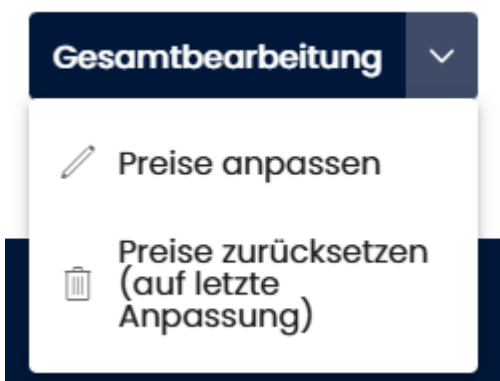 Gesamtbearbeitung
Preise anpassen
Preise zurücksetzen
(auf letzte
Anpassung)